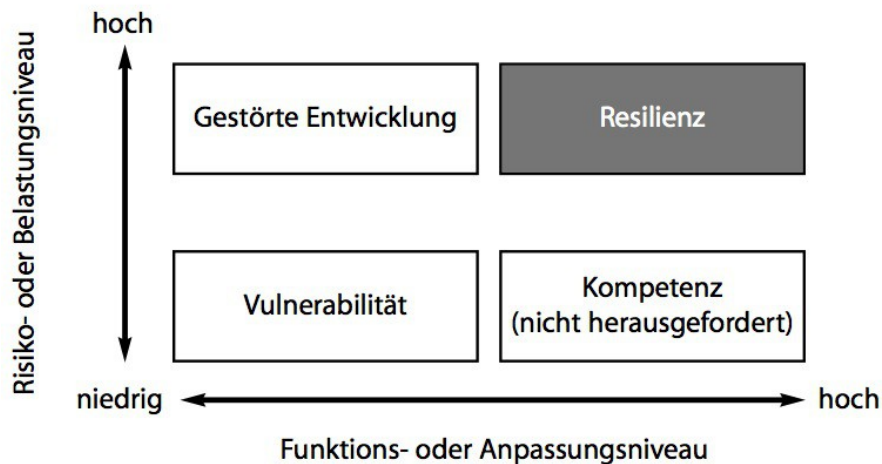 hoch
Risiko- oder Belastungsniveau
Gestörte Entwicklung
Resilienz
Vulnerabilität
Kompetenz
(nicht herausgefordert)
niedrig
hoch
Funktions- oder Anpassungsniveau